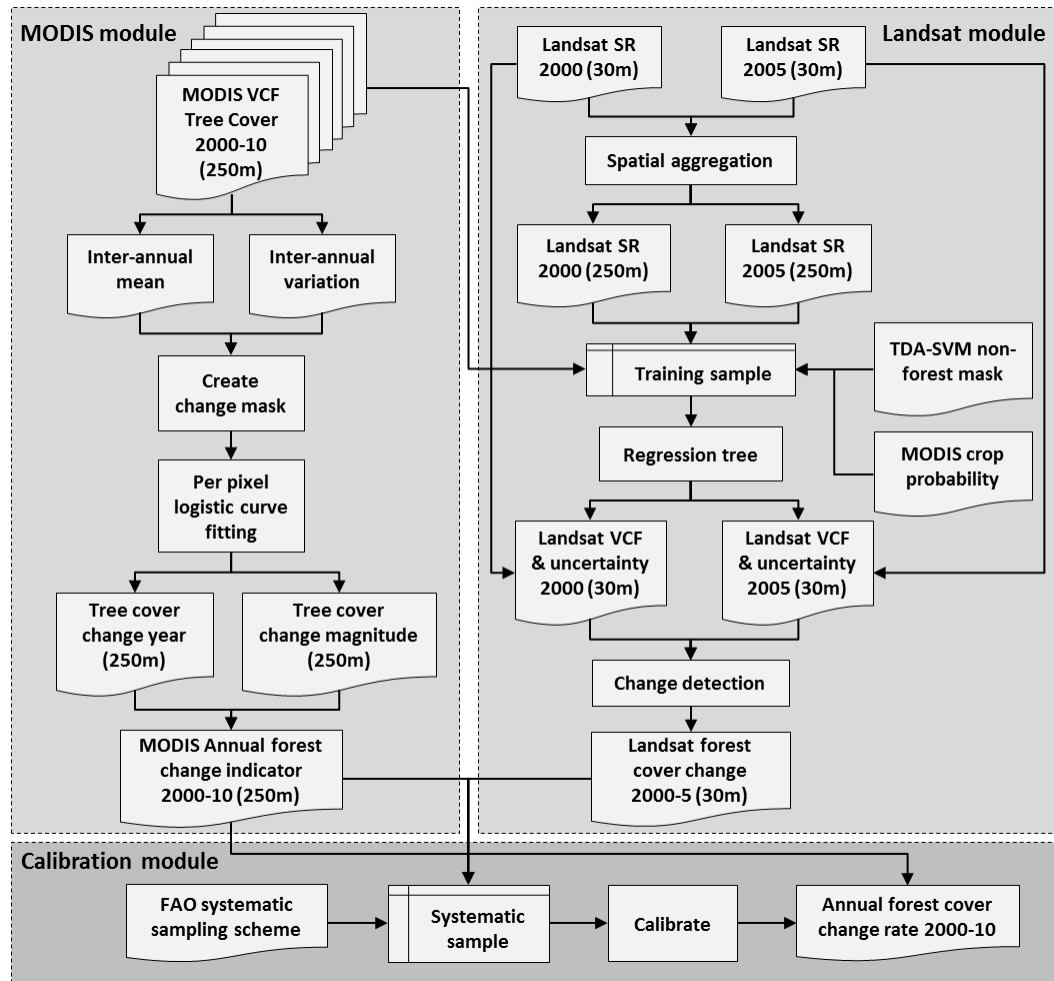 MODIS module
MODIS VCF
Tree Cover
2000-10
(250m)
Inter-annual
mean
Inter-annual
variation
Create
change mask
Per pixel
logistic curve
fitting
Tree cover
change year
(250m)
Tree cover
change magnitude
(250m)
MODIS Annual forest
change indicator
2000-10 (250m)
Landsat module
Landsat SR
2000 (30m)
Landsat SR
2005 (30m)
Spatial aggregation
Landsat SR
2000 (250m)
Landsat SR
2005 (250m)
Training sample
TDA-SVM non-
forest mask
MODIS crop
probability
Regression tree
Landsat VCF
& uncertainty
2000 (30m)
Landsat VCF
& uncertainty
2005 (30m)
Change detection
Landsat forest
cover change
2000-5 (30m)
Calibration module
FAO systematic
sampling scheme
Systematic
sample
Calibrate
Annual forest cover
change rate 2000-10